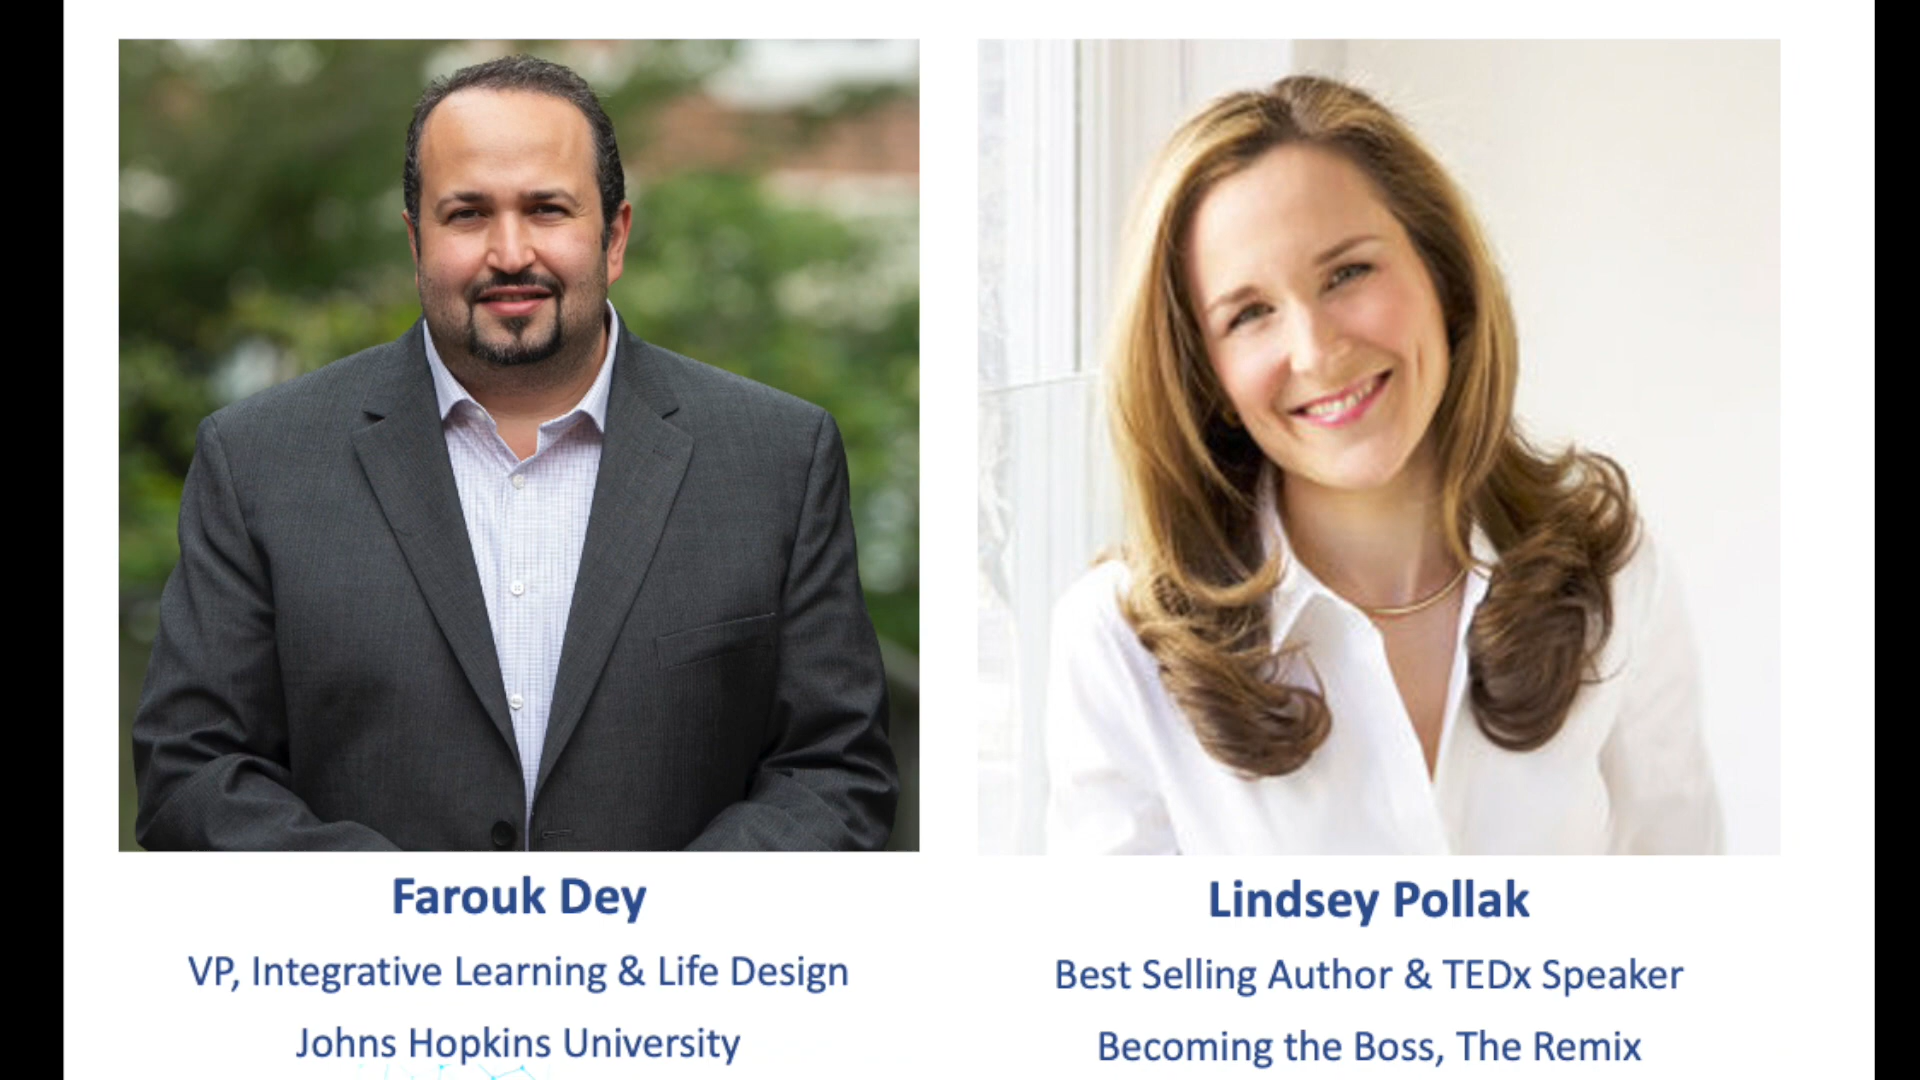 Farouk Dey
VP, Integrative Learning & Life Design
Johns Hopkins University
Lindsey Pollak
Best Selling Author & TEDx Speaker
Becoming the Boss, The Remix